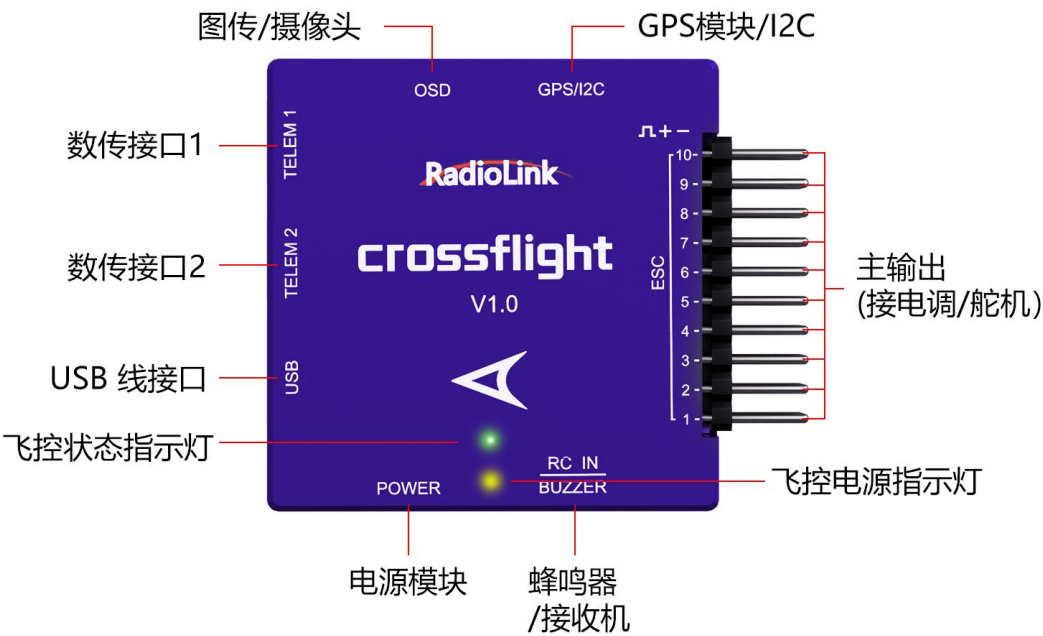 图传/摄像头
GPS模块/I2C
OSD
GPS/I2C
数传接口1
TELEM 1
RadioLink
+ -
10-
9-
8-
7-
6-
5-
4-
3-
2-
1-
ESC
数传接口2
TELEM 2
crossflight
V1.0
主输出
(接电调/舵机)
USB 线接口
USB
飞控状态指示灯
RC IN
BUZZER
POWER
飞控电源指示灯
电源模块
蜂鸣器
/接收机